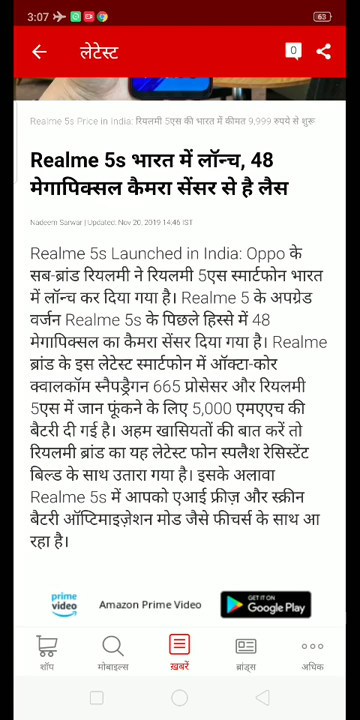 3:07
63
लेटेस्ट
0
Realme 5s Price in India: रियलमी 5एस की भारत में कीमत 9,999 रुपये से शुरू
Realme 5s भारत में लॉन्च, 48
मेगापिक्सल कैमरा सेंसर से है लैस
Nadeem Sarwar | Updated: Nov 20, 2019 14:46 IST
Realme 5s Launched in India: Oppo के
सब-ब्रांड रियलमी ने रियलमी 5एस स्मार्टफोन भारत
में लॉन्च कर दिया गया है। Realme 5 के अपग्रेड
वर्जन Realme 5s के पिछले हिस्से में 48
मेगापिक्सल का कैमरा सेंसर दिया गया है। Realme
ब्रांड के इस लेटेस्ट स्मार्टफोन में ऑक्टा-कोर
क्वालकॉम स्नैपड्रैगन 665 प्रोसेसर और रियलमी
5एस में जान फूंकने के लिए 5,000 एमएएच की
बैटरी दी गई है। अहम खासियतों की बात करें तो
रियलमी ब्रांड का यह लेटेस्ट फोन स्पलैश रेसिस्टेंट
बिल्ड के साथ उतारा गया है। इसके अलावा
Realme 5s में आपको एआई फ्रीज़ और स्क्रीन
बैटरी ऑप्टिमाइज़ेशन मोड जैसे फीचर्स के साथ आ
रहा है।
prime
video
Amazon Prime Video
GET IT ON
Google Play
शॉप
मोबाइल्स
ख़बरें
ब्रांड्स
अधिक